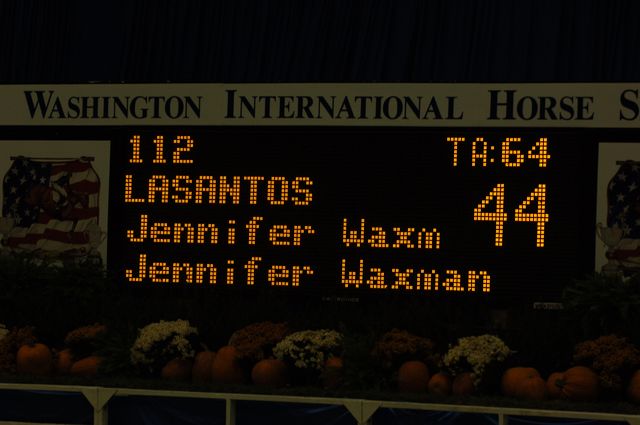 WASHINGTON INTERNATIONAL HORSE S
112 TA:64
LASANTOS 44
Jennifer Waxm
Jennifer Waxman